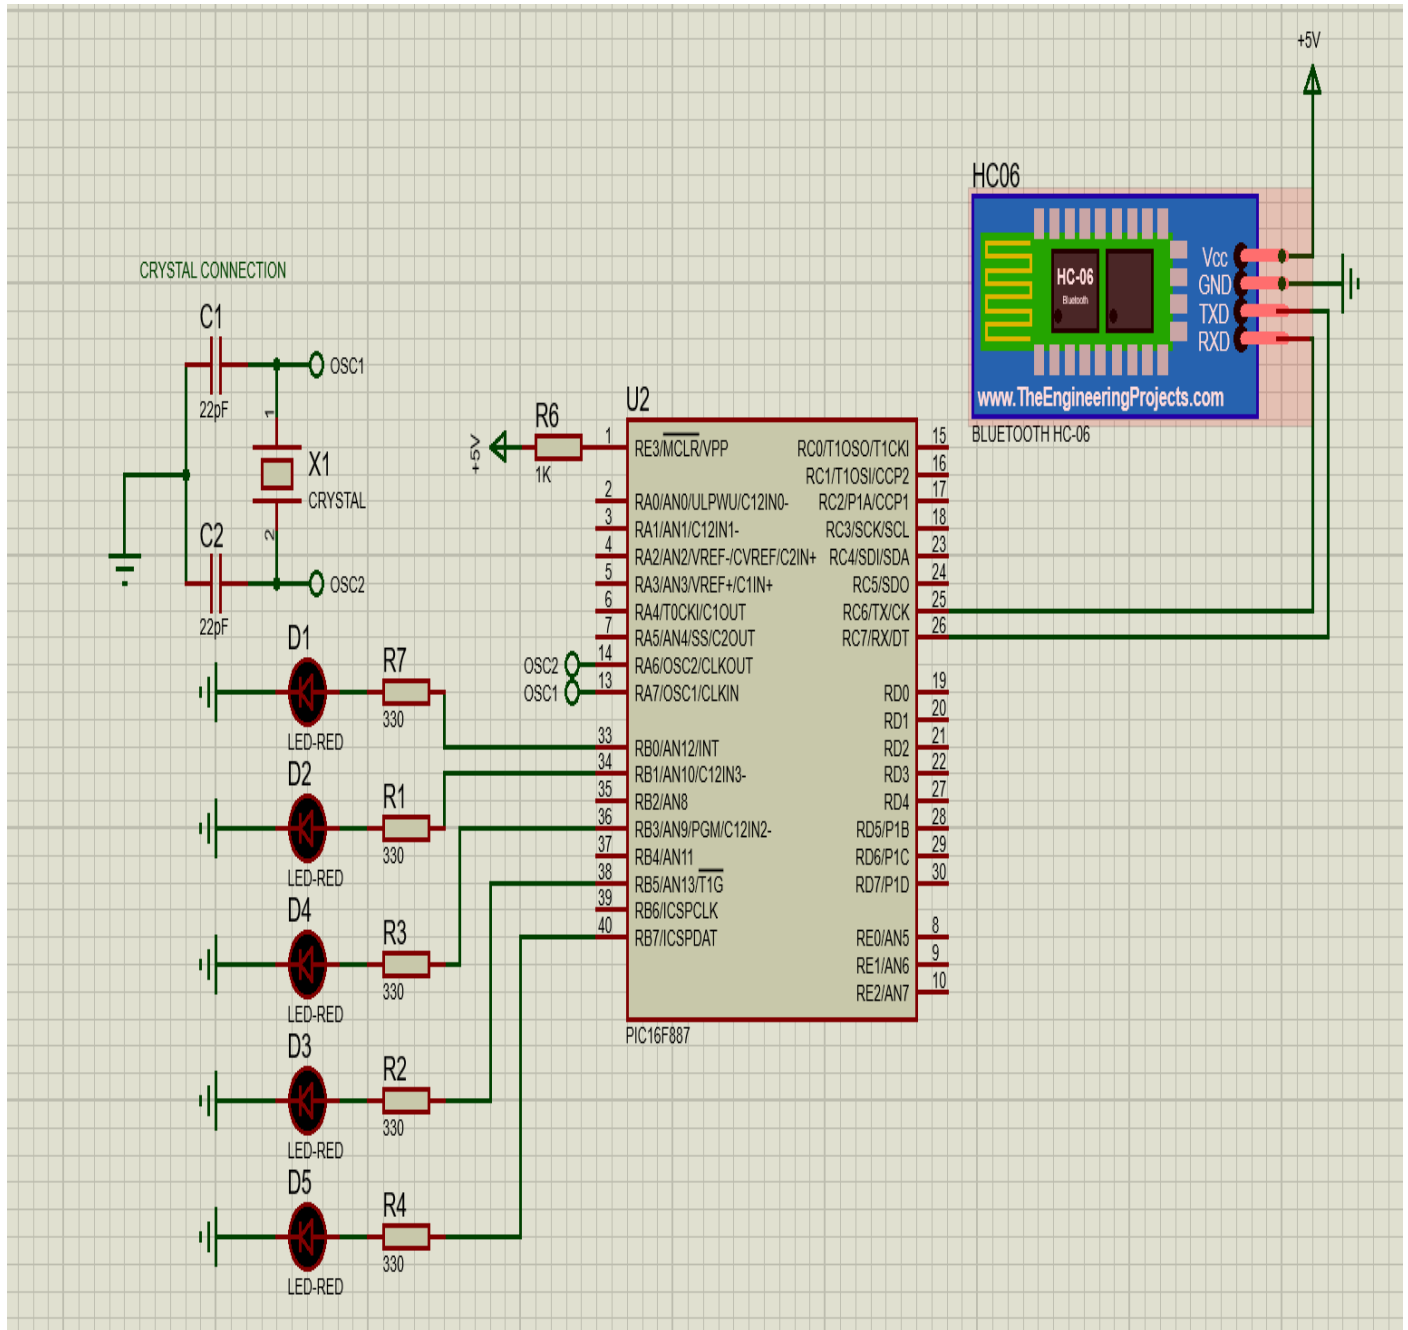 +5V
HC06
Vcc
GND
TXD
RXD
HC-06
Bluetooth
www.TheEngineeringProjects.com
BLUETOOTH HC-06
CRYSTAL CONNECTION
C1
22pF
OSC1
1
X1
CRYSTAL
2
C2
22pF
OSC2
+5V
R6
1K
U2
1
RE3/MCLR/VPP
2
RA0/AN0/ULPWU/C12IN0-
3
RA1/AN1/C12IN1-
4
RA2/AN2/VREF-/CVREF/C2IN+
5
RA3/AN3/VREF+/C1IN+
6
RA4/T0CKI/C1OUT
7
RA5/AN4/SS/C2OUT
OSC2
14
RA6/OSC2/CLKOUT
OSC1
13
RA7/OSC1/CLKIN
33
RB0/AN12/INT
34
RB1/AN10/C12IN3-
35
RB2/AN8
36
RB3/AN9/PGM/C12IN2-
37
RB4/AN11
38
RB5/AN13/T1G
39
RB6/ICSPCLK
40
RB7/ICSPDAT
RC0/T1OSO/T1CKI
15
RC1/T1OSI/CCP2
16
RC2/P1A/CCP1
17
RC3/SCK/SCL
18
RC4/SDI/SDA
23
RC5/SDO
24
RC6/TX/CK
25
RC7/RX/DT
26
RD0
19
RD1
20
RD2
21
RD3
22
RD4
27
RD5/P1B
28
RD6/P1C
29
RD7/P1D
30
RE0/AN5
8
RE1/AN6
9
RE2/AN7
10
PIC16F887
D1
LED-RED
R7
330
D2
LED-RED
R1
330
D4
LED-RED
R3
330
D3
LED-RED
R2
330
D5
LED-RED
R4
330